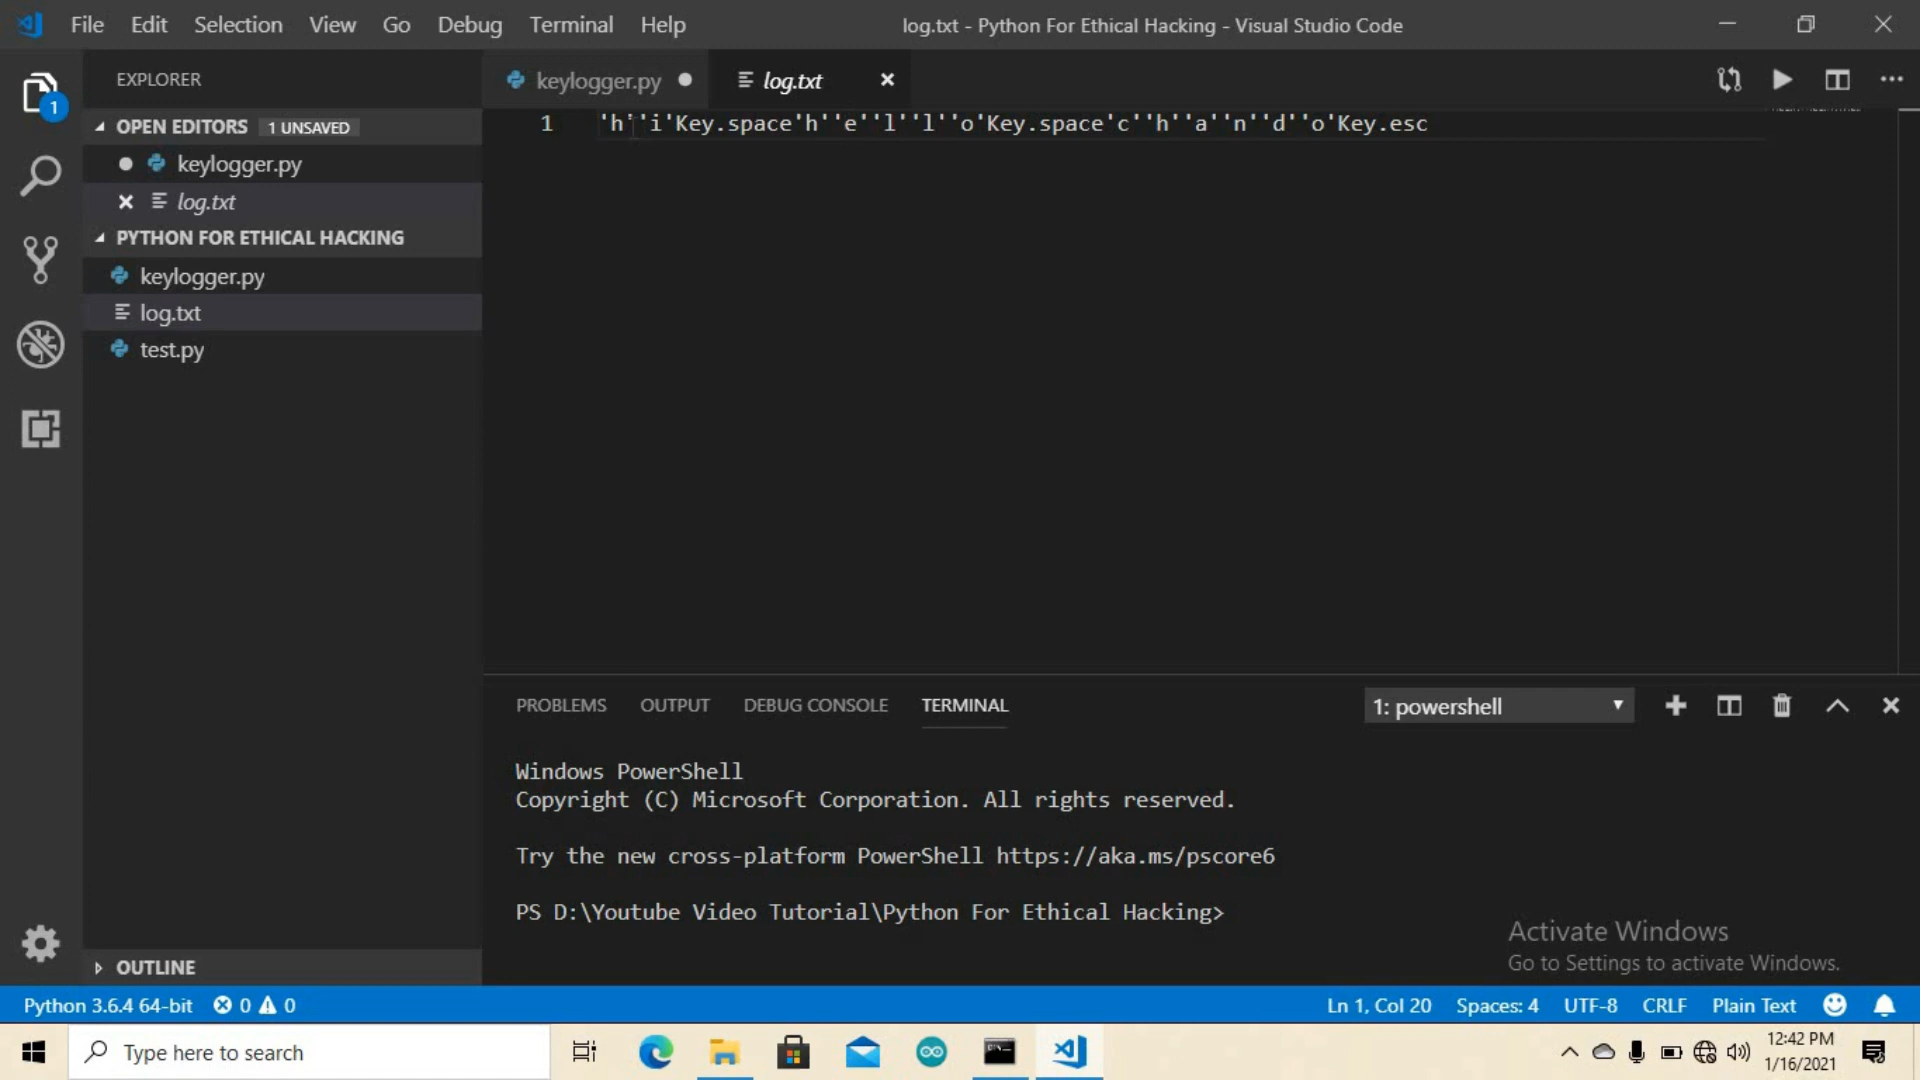 File Edit Selection View Go Debug Terminal Help
log.txt - Python For Ethical Hacking - Visual Studio Code
EXPLORER
OPEN EDITORS 1 UNSAVED
keylogger.py
log.txt
PYTHON FOR ETHICAL HACKING
keylogger.py
log.txt
test.py
OUTLINE
1
keylogger.py
log.txt
1 'h''i'Key.space'h''e''l''l''o'Key.space'c''h''a''n''d''o'Key.esc
PROBLEMS OUTPUT DEBUG CONSOLE TERMINAL
1: powershell
Windows PowerShell
Copyright (C) Microsoft Corporation. All rights reserved.
Try the new cross-platform PowerShell https://aka.ms/pscore6
PS D:\Youtube Video Tutorial\Python For Ethical Hacking>
Activate Windows
Go to Settings to activate Windows.
Python 3.6.4 64-bit 0 0
Ln 1, Col 20 Spaces: 4 UTF-8 CRLF Plain Text
Type here to search
12:42 PM
1/16/2021